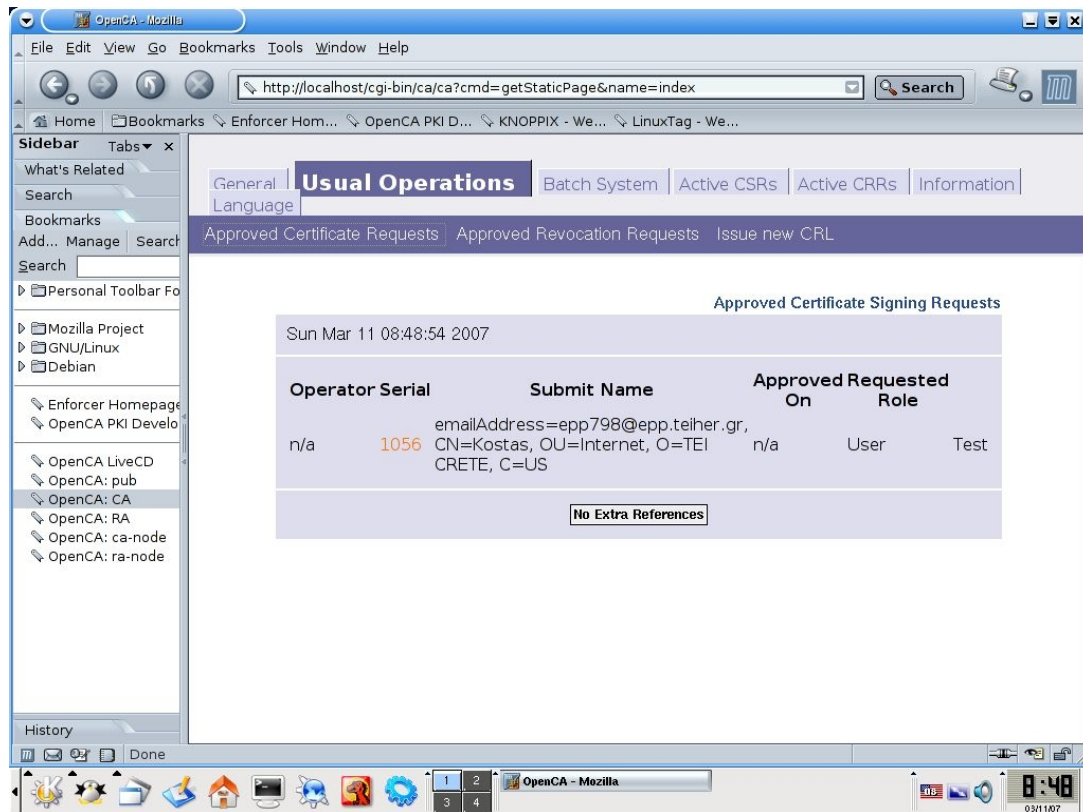 OpenCA - Mozilla
File Edit View Go Bookmarks Tools Window Help
http://localhost/cgi-bin/ca/ca?cmd=getStaticPage&name=index
Search
Home Bookmarks Enforcer Hom... OpenCA PKI D... KNOPPIX - We... LinuxTag - We...
Sidebar Tabs x
What's Related
Search
Bookmarks
Add... Manage Search
Search
Personal Toolbar Fo
Mozilla Project
GNU/Linux
Debian
Enforcer Homepage
OpenCA PKI Develo
OpenCA LiveCD
OpenCA: pub
OpenCA: CA
OpenCA: RA
OpenCA: ca-node
OpenCA: ra-node
History
General Usual Operations Batch System Active CSRs Active CRRs Information
Language
Approved Certificate Requests Approved Revocation Requests Issue new CRL
Approved Certificate Signing Requests
Sun Mar 11 08:48:54 2007
Operator Serial Submit Name Approved On Requested Role
n/a 1056 emailAddress=epp798@epp.teiher.gr,
CN=Kostas, OU=Internet, O=TEI
CRETE, C=US
n/a User Test
No Extra References
Done
1 2
3 4
OpenCA - Mozilla
US
8:48
03/11/07